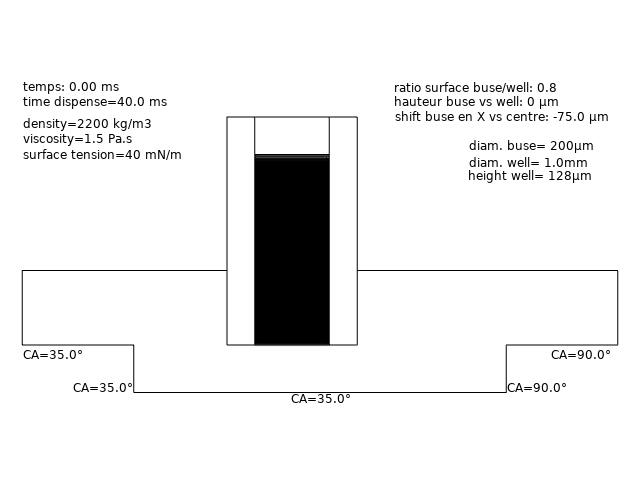 temps: 0.00 ms
time dispense=40.0 ms
density=2200 kg/m3
viscosity=1.5 Pa.s
surface tension=40 mN/m
ratio surface buse/well: 0.8
hauteur buse vs well: 0 µm
shift buse en X vs centre: -75.0 µm
diam. buse= 200µm
diam. well= 1.0mm
height well= 128µm
CA=35.0°
CA=90.0°
CA=35.0°
CA=90.0°
CA=35.0°